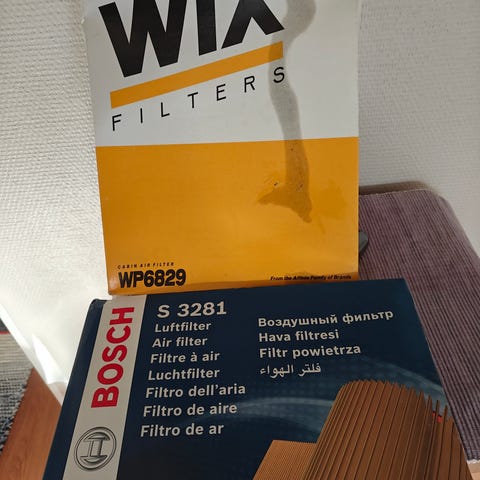 WIX
FILTERS
CABIN AIR FILTER
WP6829
From the Affinia Family of Brands
BOSCH
S 3281
Luftfilter
Air filter
Filtre à air
Luchtfilter
Filtro dell'aria
Filtro de aire
Filtro de ar
Воздушный фильтр
Hava filtresi
Filtr powietrza
فلتر الهواء